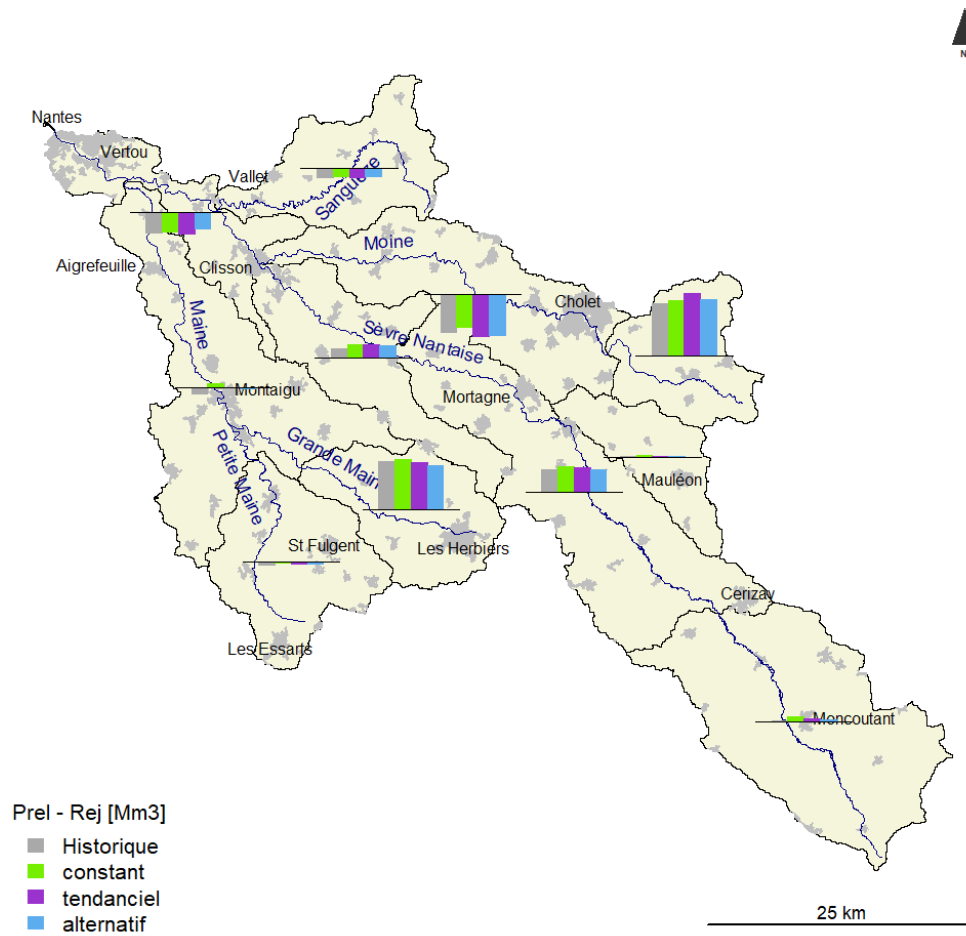 N
Nantes
Vertou
Vallet
Sanguèze
Moine
Aigrefeuille
Clisson
Cholet
Maine
Sèvre Nantaise
Montaigu
Mortagne
Petite Maine
Grande Main
Mauléon
St Fulgent
Les Herbiers
Cerizay
Les Essarts
Moncoutant
Prel - Rej [Mm3]
Historique
constant
tendanciel
alternatif
25 km